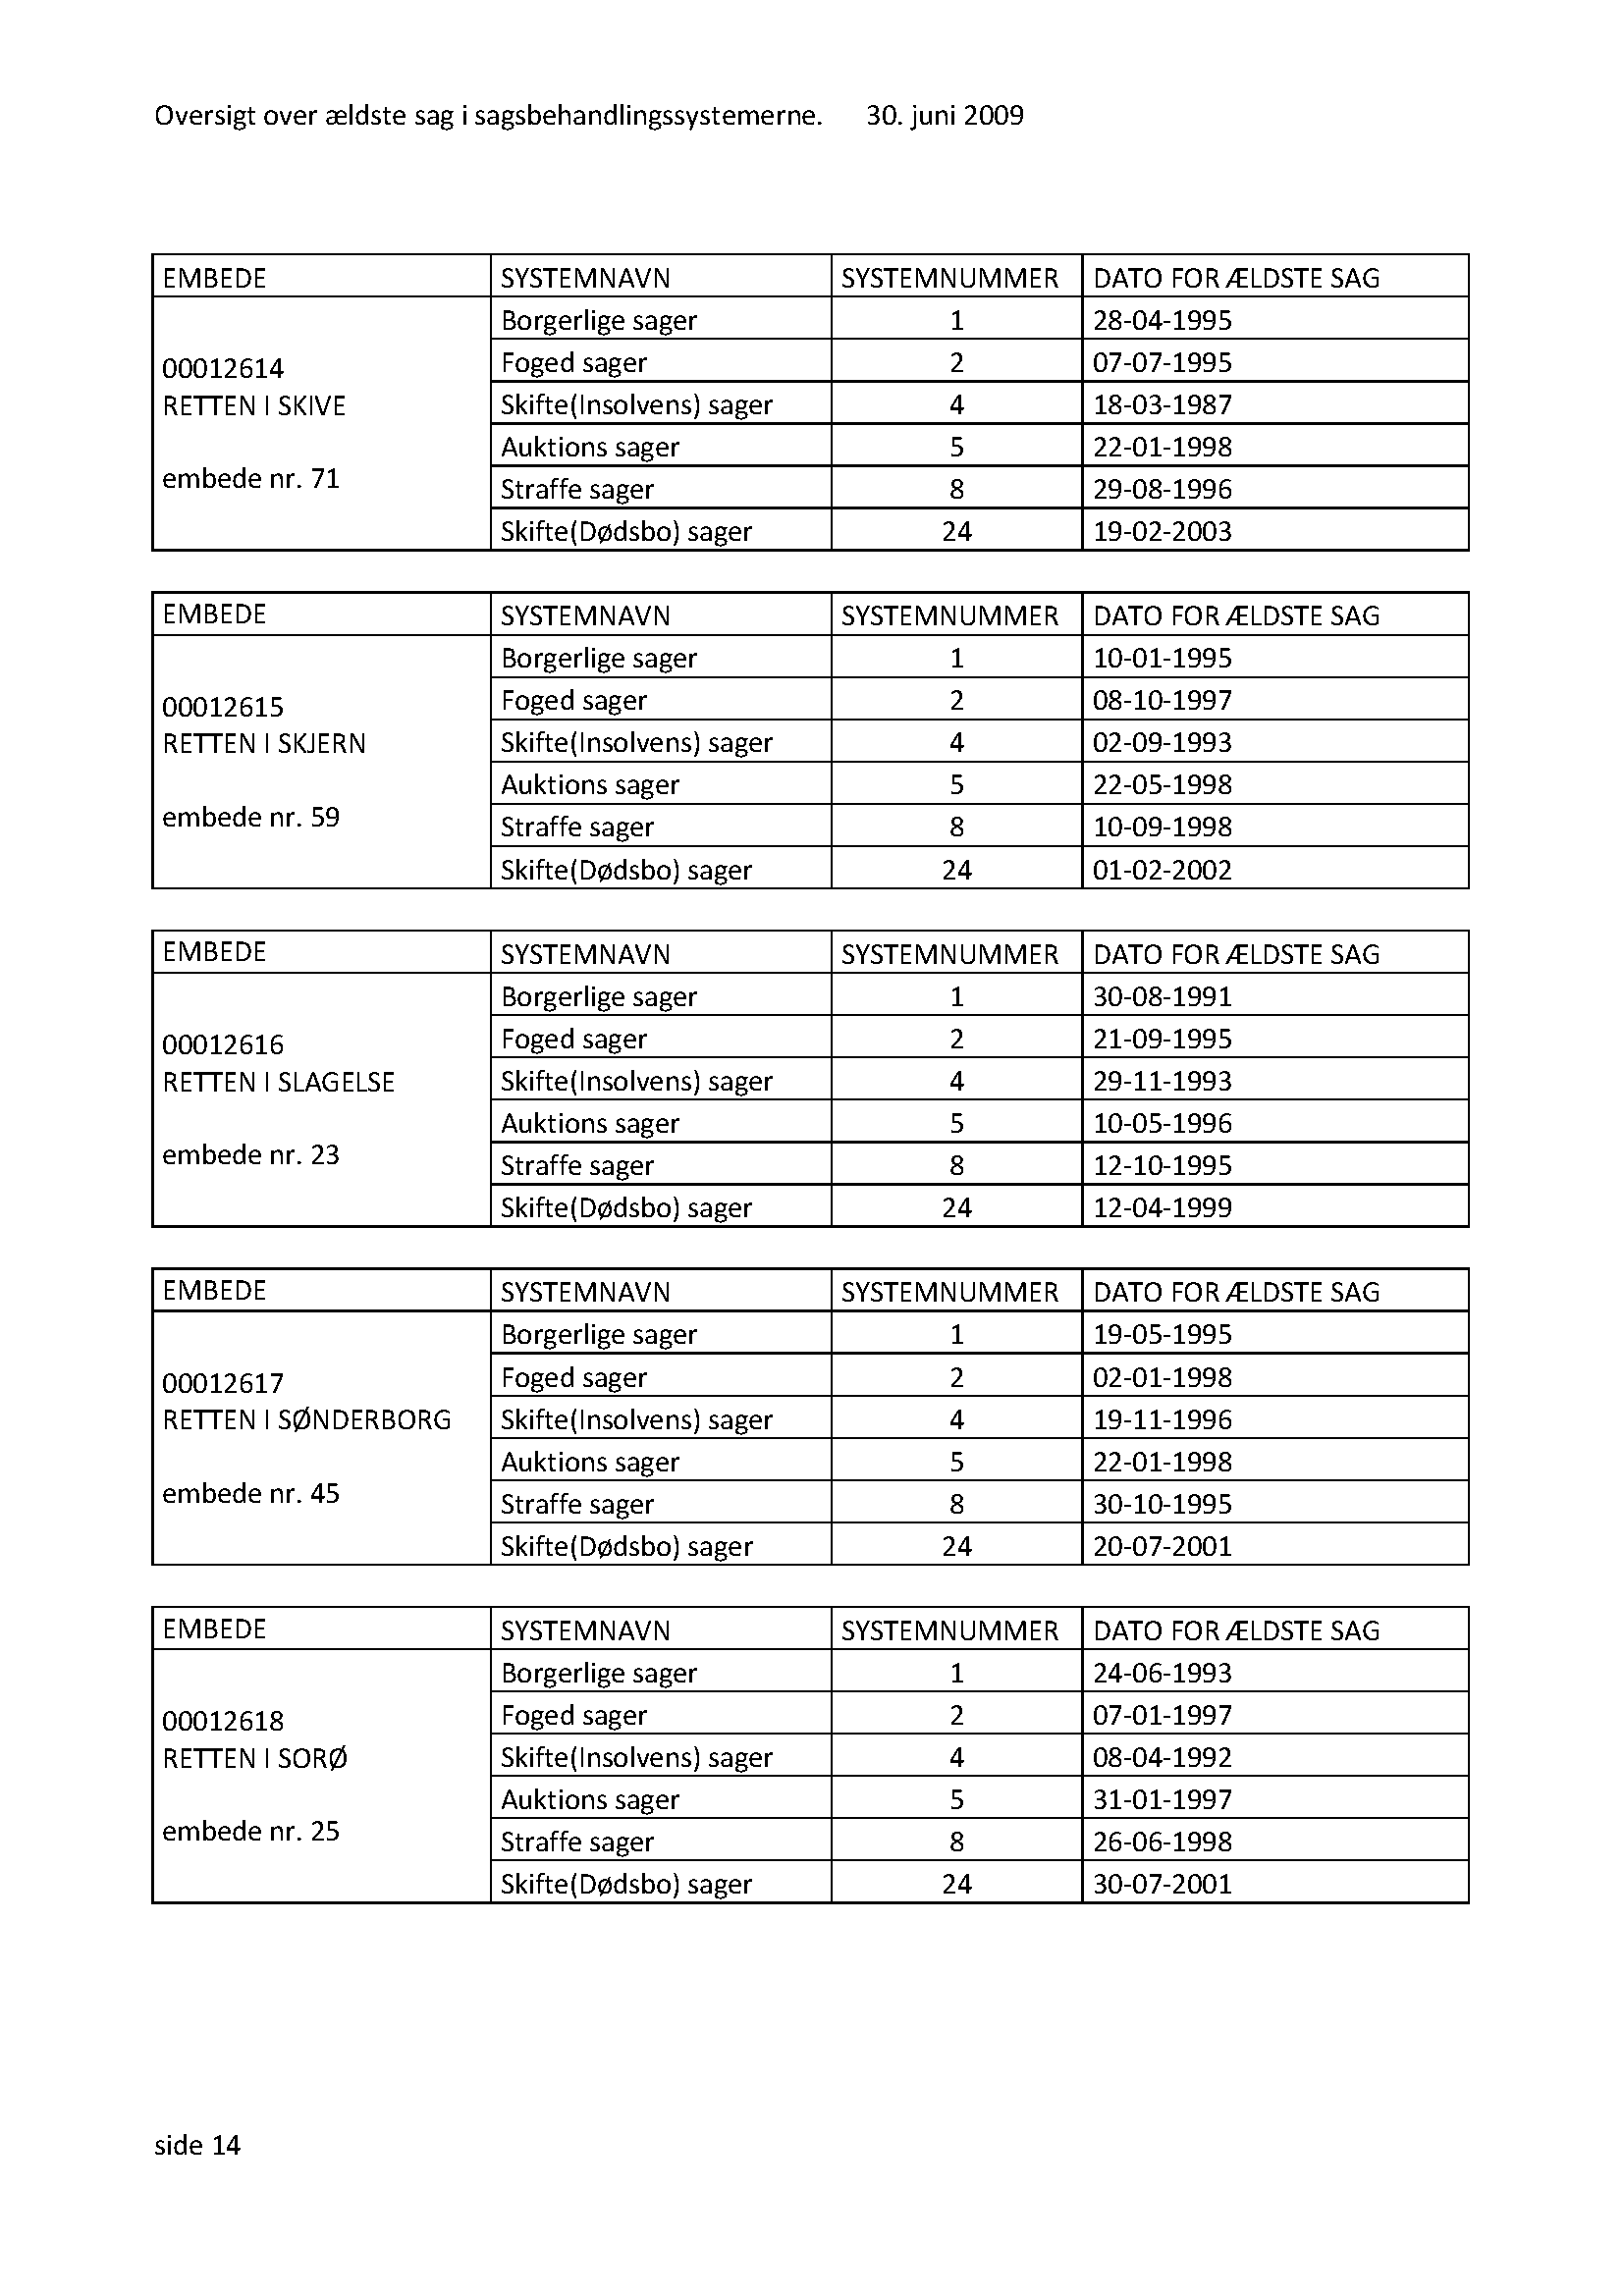 Oversigt over ældste sag i sagsbehandlingssystemerne. 30. juni 2009
EMBEDE SYSTEMNAVN SYSTEMNUMMER DATO FOR ÆLDSTE SAG
00012614
RETTEN I SKIVE
embede nr. 71
Borgerlige sager 1 28-04-1995
Foged sager 2 07-07-1995
Skifte(Insolvens) sager 4 18-03-1987
Auktions sager 5 22-01-1998
Straffe sager 8 29-08-1996
Skifte(Dødsbo) sager 24 19-02-2003
EMBEDE SYSTEMNAVN SYSTEMNUMMER DATO FOR ÆLDSTE SAG
00012615
RETTEN I SKJERN
embede nr. 59
Borgerlige sager 1 10-01-1995
Foged sager 2 08-10-1997
Skifte(Insolvens) sager 4 02-09-1993
Auktions sager 5 22-05-1998
Straffe sager 8 10-09-1998
Skifte(Dødsbo) sager 24 01-02-2002
EMBEDE SYSTEMNAVN SYSTEMNUMMER DATO FOR ÆLDSTE SAG
00012616
RETTEN I SLAGELSE
embede nr. 23
Borgerlige sager 1 30-08-1991
Foged sager 2 21-09-1995
Skifte(Insolvens) sager 4 29-11-1993
Auktions sager 5 10-05-1996
Straffe sager 8 12-10-1995
Skifte(Dødsbo) sager 24 12-04-1999
EMBEDE SYSTEMNAVN SYSTEMNUMMER DATO FOR ÆLDSTE SAG
00012617
RETTEN I SØNDERBORG
embede nr. 45
Borgerlige sager 1 19-05-1995
Foged sager 2 02-01-1998
Skifte(Insolvens) sager 4 19-11-1996
Auktions sager 5 22-01-1998
Straffe sager 8 30-10-1995
Skifte(Dødsbo) sager 24 20-07-2001
EMBEDE SYSTEMNAVN SYSTEMNUMMER DATO FOR ÆLDSTE SAG
00012618
RETTEN I SORØ
embede nr. 25
Borgerlige sager 1 24-06-1993
Foged sager 2 07-01-1997
Skifte(Insolvens) sager 4 08-04-1992
Auktions sager 5 31-01-1997
Straffe sager 8 26-06-1998
Skifte(Dødsbo) sager 24 30-07-2001
side 14